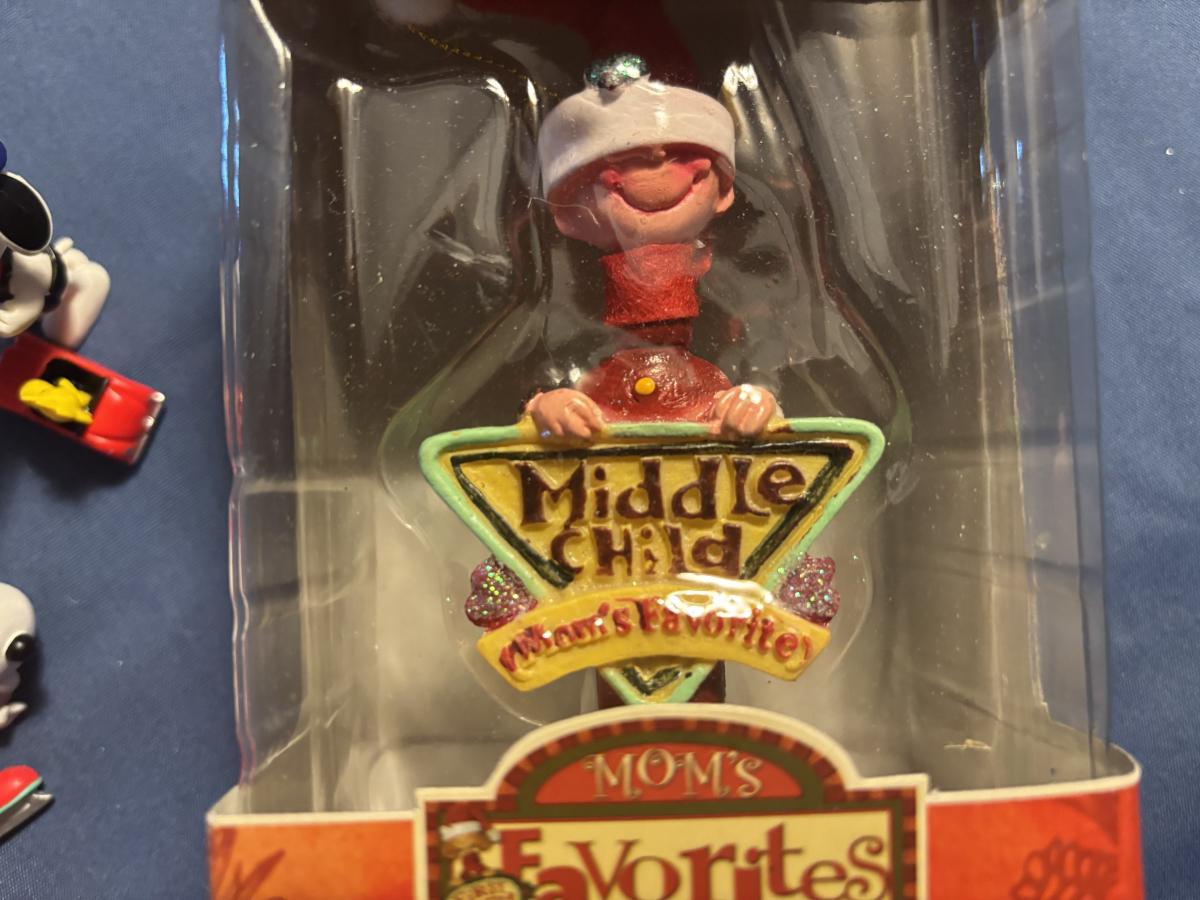 Middle
CHild
(Mom's Favorite)
MOM'S
FAvorites